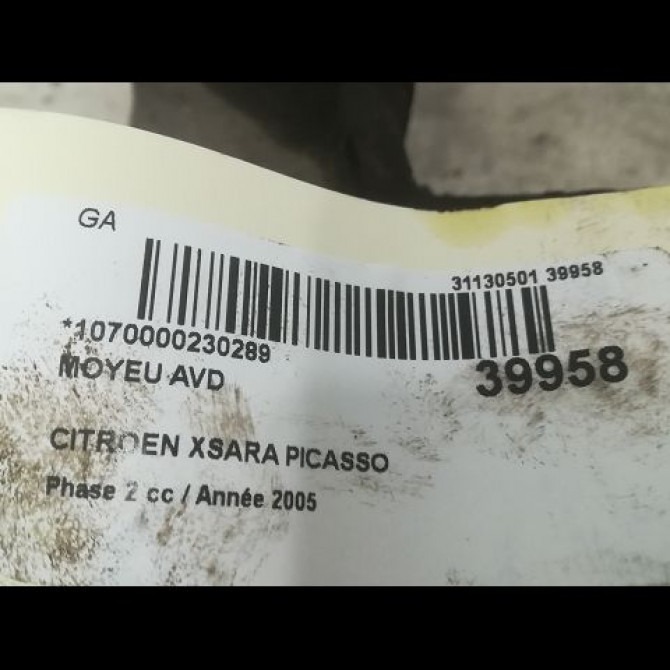 GA
31130501 39958
*1070000230289
39958
MOYEU AVD
CITROEN XSARA PICASSO
Phase 2 cc / Année 2005